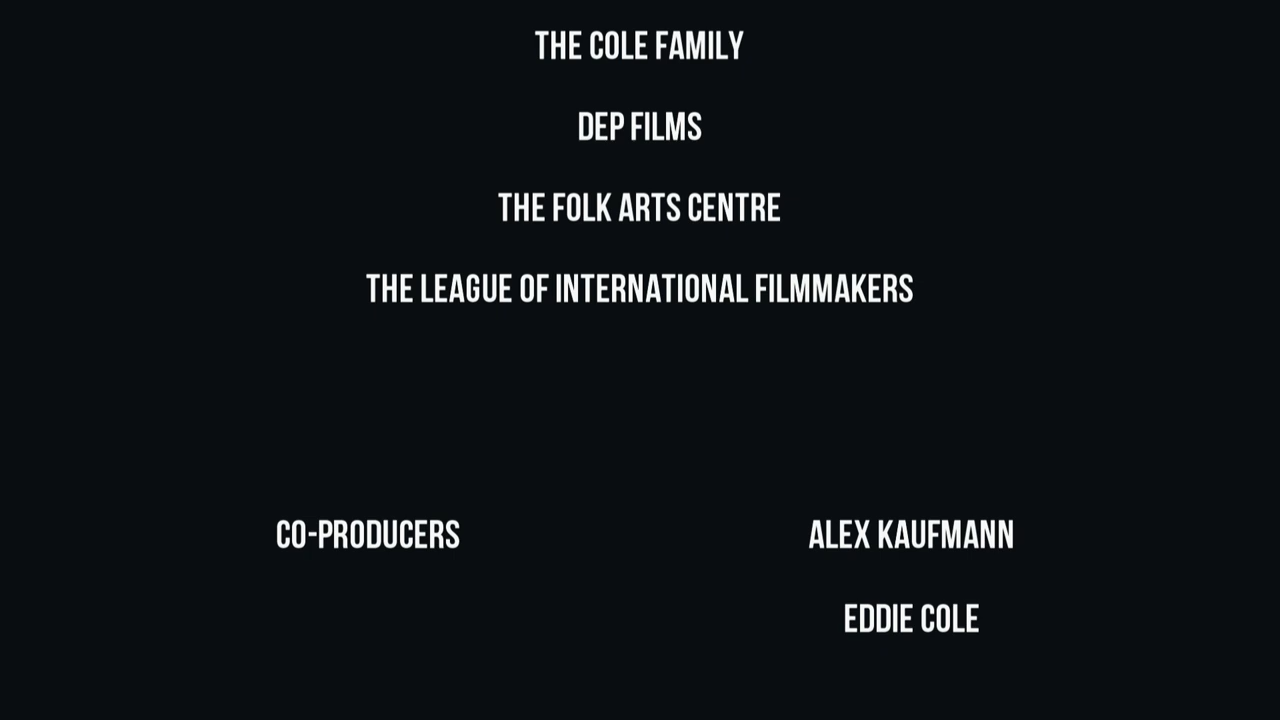 THE COLE FAMILY
DEP FILMS
THE FOLK ARTS CENTRE
THE LEAGUE OF INTERNATIONAL FILMMAKERS
CO-PRODUCERS ALEX KAUFMANN
EDDIE COLE